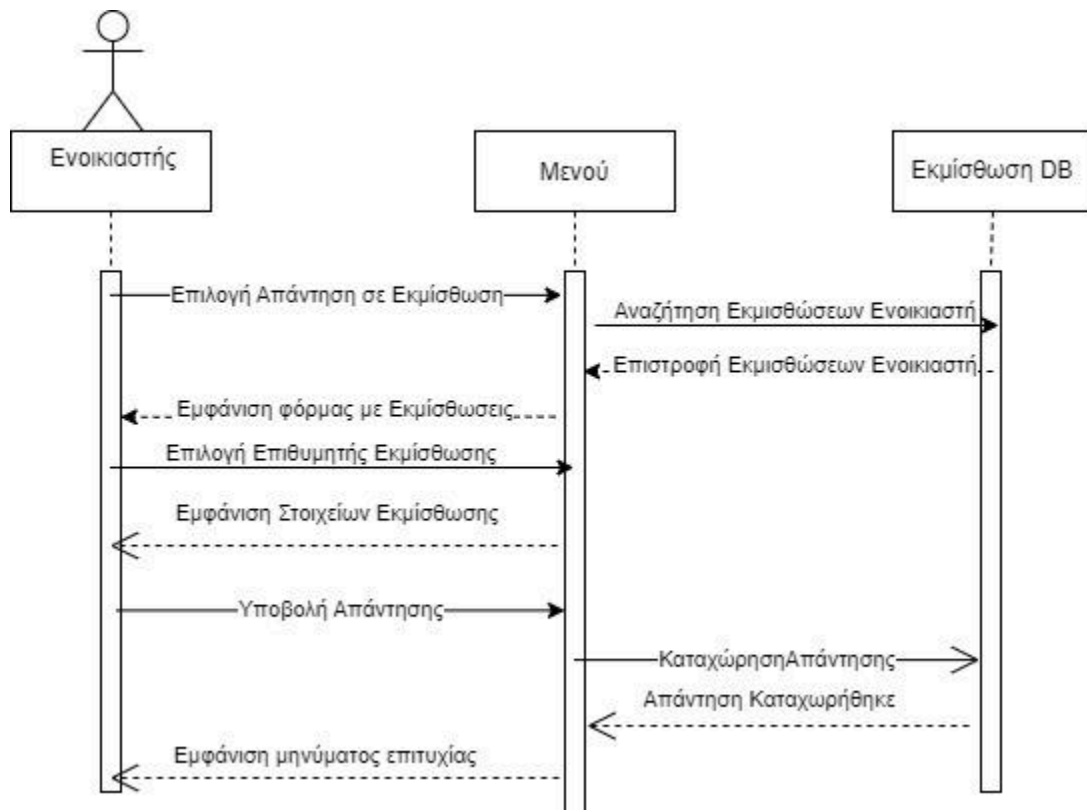 Ενοικιαστής
Μενού
Εκμίσθωση DB
Επιλογή Απάντηση σε Εκμίσθωση
Αναζήτηση Εκμισθώσεων Ενοικιαστή
Επιστροφή Εκμισθώσεων Ενοικιαστή
Εμφάνιση φόρμας με Εκμίσθωσεις
Επιλογή Επιθυμητής Εκμίσθωσης
Εμφάνιση Στοιχείων Εκμίσθωσης
Υποβολή Απάντησης
ΚαταχώρησηΑπάντησης
Απάντηση Καταχωρήθηκε
Εμφάνιση μηνύματος επιτυχίας